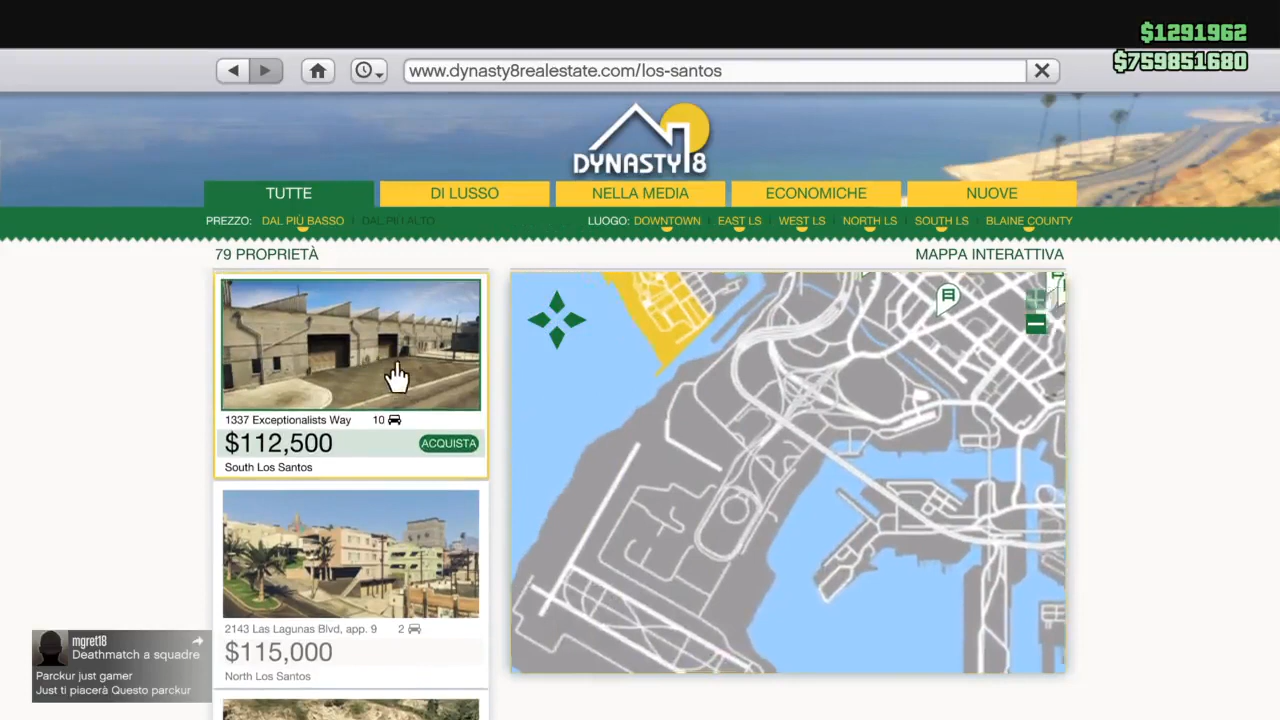 $1291962
$759851680
www.dynasty8realestate.com/los-santos
DYNASTY 8
TUTTE
DI LUSSO
NELLA MEDIA
ECONOMICHE
NUOVE
PREZZO: DAL PIÙ BASSO | DAL PIÙ ALTO
LUOGO: DOWNTOWN | EAST LS | WEST LS | NORTH LS | SOUTH LS | BLAINE COUNTY
79 PROPRIETÀ
MAPPA INTERATTIVA
1337 Exceptionalists Way 10
$112,500
ACQUISTA
South Los Santos
2143 Las Lagunas Blvd, app. 9 2
$115,000
North Los Santos
mgret18
Deathmatch a squadre
Parckur just gamer
Just ti piacerà Questo parckur